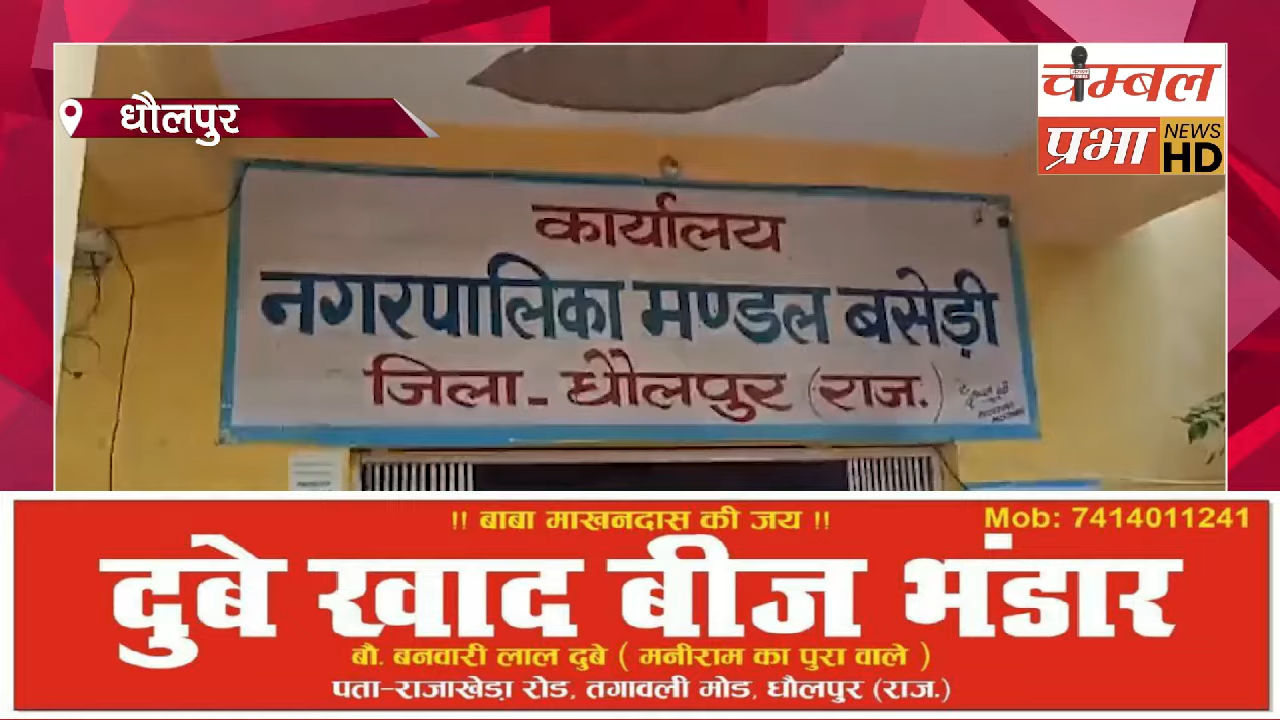 धौलपुर
चम्बल
प्रभा NEWS HD
कार्यालय
नगरपालिका मण्डल बसेड़ी
जिला - धौलपुर (राज.)
!! बाबा माखनदास की जय !!
Mob: 7414011241
दुबे खाद बीज भंडार
बौ. बनवारी लाल दुबे ( मनीराम का पुरा वाले )
पता-राजाखेड़ा रोड, तगावली मोड, धौलपुर (राज.)